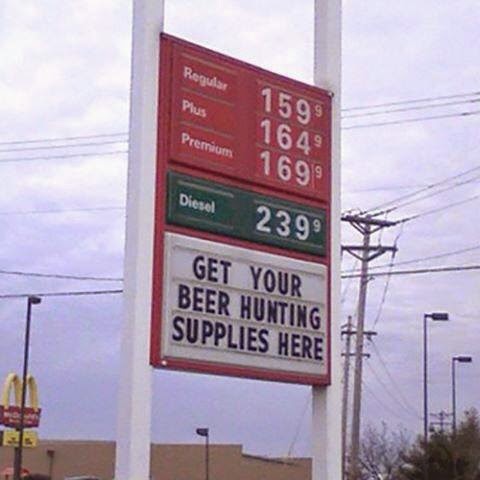 Regular 159 9
Plus 164 9
Premium 169 9
Diesel 239 9
GET YOUR
BEER HUNTING
SUPPLIES HERE